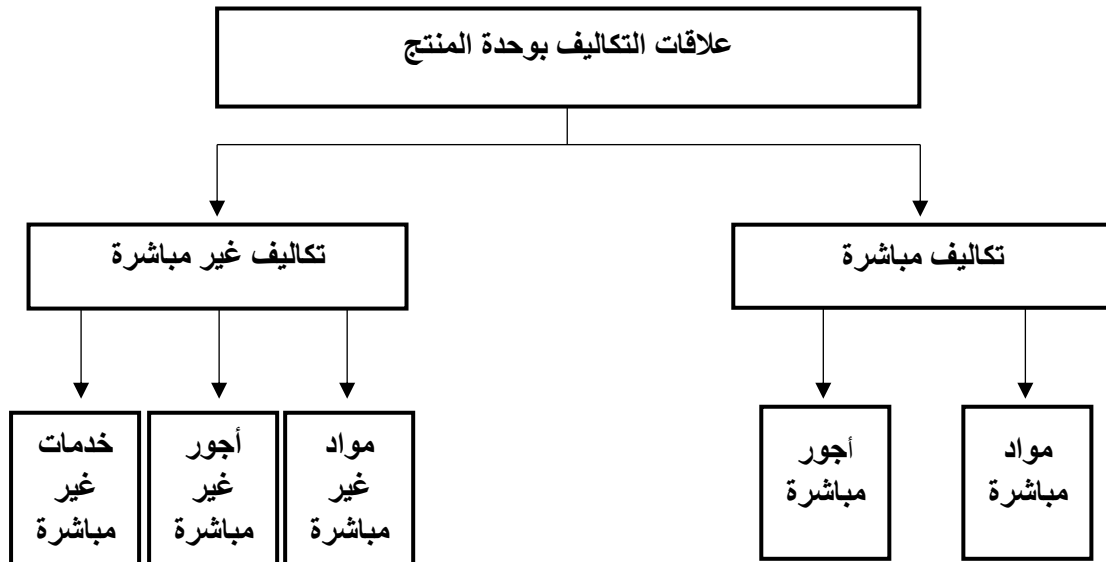 علاقات التكاليف بوحدة المنتج
تكاليف مباشرة
تكاليف غير مباشرة
مواد
مباشرة
أجور
مباشرة
مواد
غير
مباشرة
أجور
غير
مباشرة
خدمات
غير
مباشرة